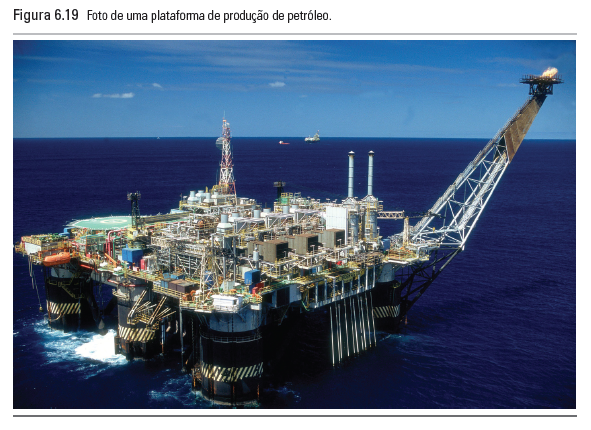 Figura 6.19 Foto de uma plataforma de produção de petróleo.